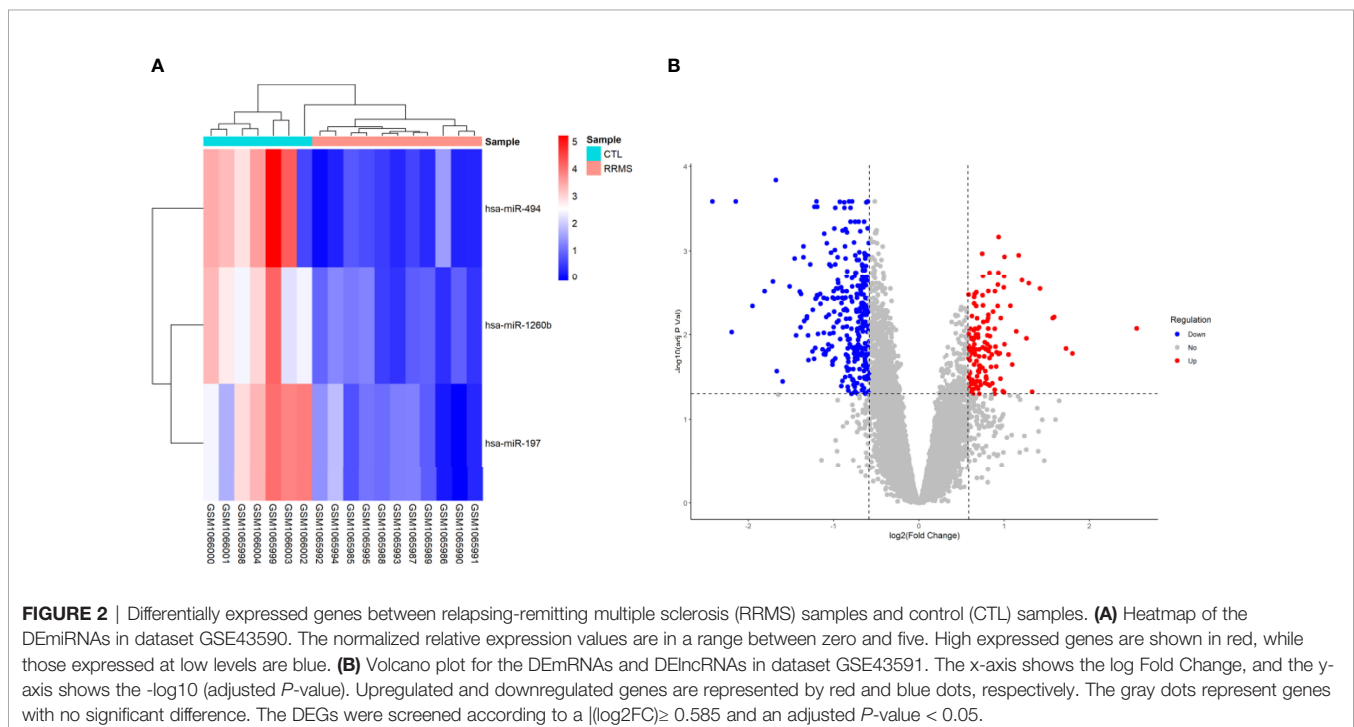 A
B
Sample
5
4
3
2
1
0
Sample
CTL
RRMS
hsa-miR-494
hsa-miR-1260b
hsa-miR-197
GSM1066000
GSM1066001
GSM1065998
GSM1066004
GSM1065999
GSM1066003
GSM1066002
GSM1065992
GSM1065994
GSM1065985
GSM1065995
GSM1065988
GSM1065993
GSM1065987
GSM1065989
GSM1065986
GSM1065990
GSM1065991
4
3
2
1
0
-log10(adj P Val)
-2
-1
0
1
2
log2(Fold Change)
Regulation
Down
No
Up
FIGURE 2 | Differentially expressed genes between relapsing-remitting multiple sclerosis (RRMS) samples and control (CTL) samples. (A) Heatmap of the
DEmiRNAs in dataset GSE43590. The normalized relative expression values are in a range between zero and five. High expressed genes are shown in red, while
those expressed at low levels are blue. (B) Volcano plot for the DEmRNAs and DElncRNAs in dataset GSE43591. The x-axis shows the log Fold Change, and the y-
axis shows the -log10 (adjusted P-value). Upregulated and downregulated genes are represented by red and blue dots, respectively. The gray dots represent genes
with no significant difference. The DEGs were screened according to a |(log2FC)≥ 0.585 and an adjusted P-value < 0.05.